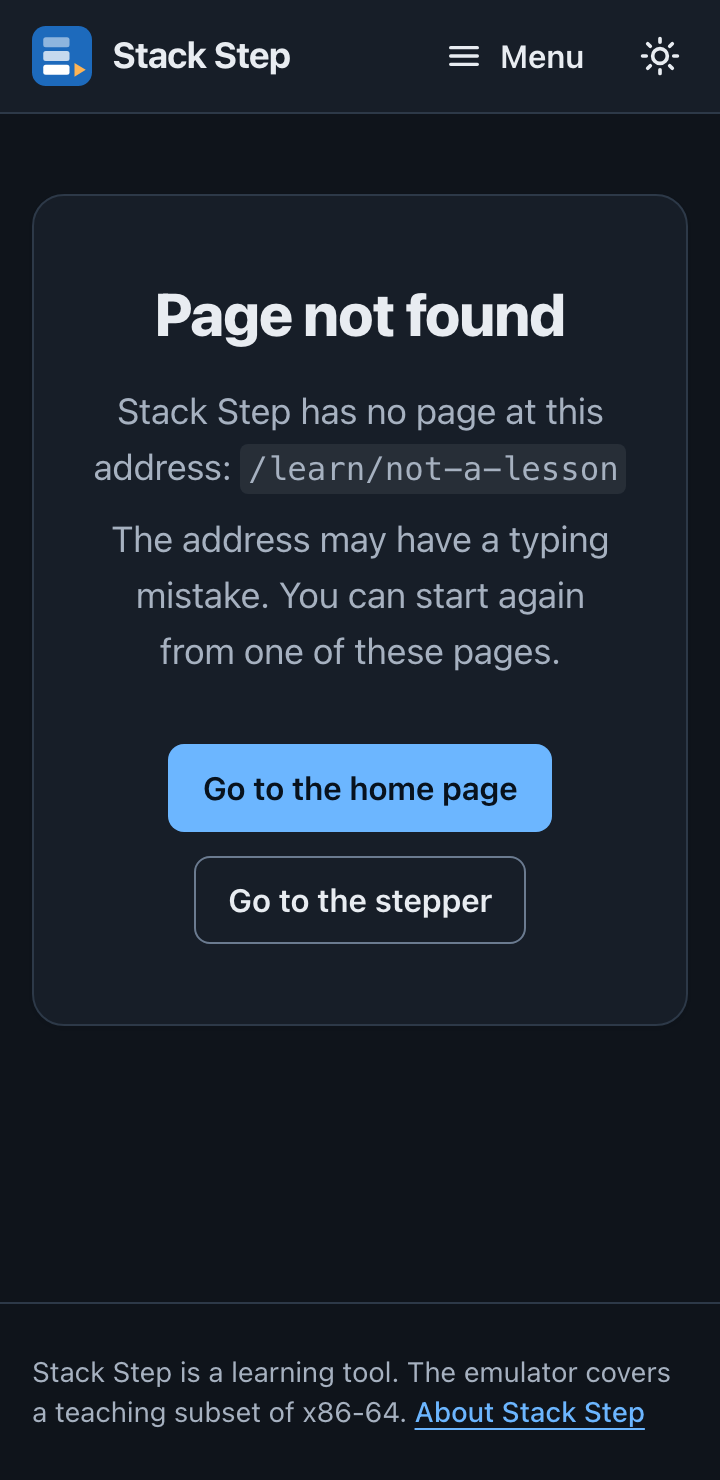 Stack Step
Menu
Page not found
Stack Step has no page at this
address: /learn/not-a-lesson
The address may have a typing
mistake. You can start again
from one of these pages.
Go to the home page
Go to the stepper
Stack Step is a learning tool. The emulator covers
a teaching subset of x86-64. About Stack Step